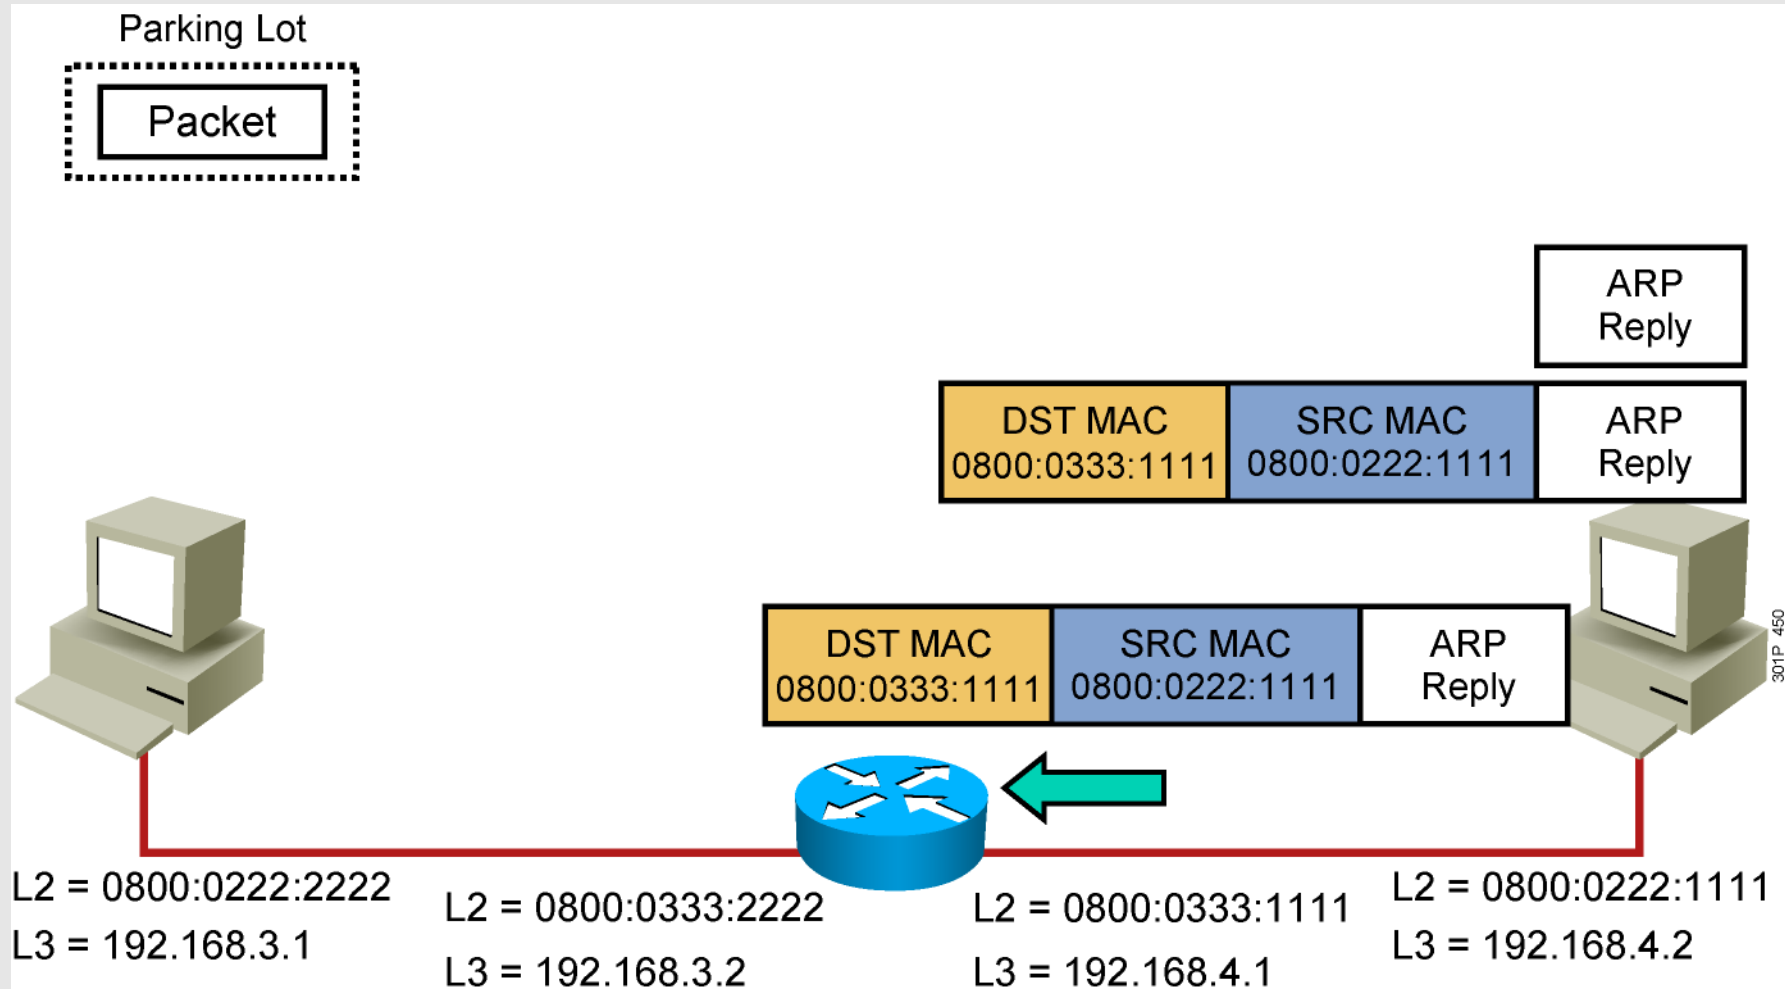 Parking Lot
Packet
ARP
Reply
DST MAC
0800:0333:1111
SRC MAC
0800:0222:1111
ARP
Reply
DST MAC
0800:0333:1111
SRC MAC
0800:0222:1111
ARP
Reply
301P_450
L2 = 0800:0222:2222
L3 = 192.168.3.1
L2 = 0800:0333:2222
L3 = 192.168.3.2
L2 = 0800:0333:1111
L3 = 192.168.4.1
L2 = 0800:0222:1111
L3 = 192.168.4.2